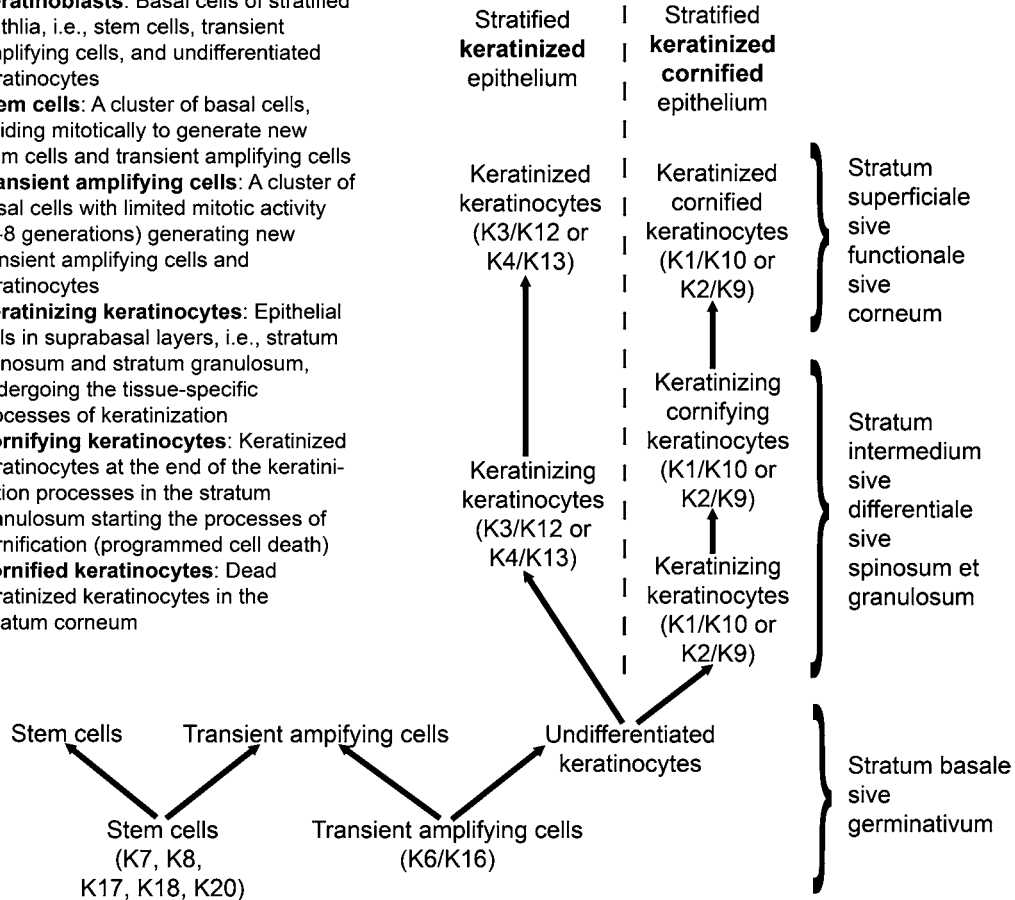 eratinoblasts: Basal cells of stratified
ithlia, i.e., stem cells, transient
plifying cells, and undifferentiated
ratinocytes
em cells: A cluster of basal cells,
iding mitotically to generate new
m cells and transient amplifying cells
ansient amplifying cells: A cluster of
sal cells with limited mitotic activity
-8 generations) generating new
nsient amplifying cells and
ratinocytes
ratinizing keratinocytes: Epithelial
ls in suprabasal layers, i.e., stratum
nosum and stratum granulosum,
dergoing the tissue-specific
ocesses of keratinization
ornifying keratinocytes: Keratinized
ratinocytes at the end of the keratini-
tion processes in the stratum
anulosum starting the processes of
rnification (programmed cell death)
ornified keratinocytes: Dead
ratinized keratinocytes in the
atum corneum
Stratified
keratinized
epithelium
Stratified
keratinized
cornified
epithelium
Keratinized
keratinocytes
(K3/K12 or
K4/K13)
Keratinized
cornified
keratinocytes
(K1/K10 or
K2/K9)
Stratum
superficiale
sive
functionale
sive
corneum
Keratinizing
keratinocytes
(K3/K12 or
K4/K13)
Keratinizing
cornifying
keratinocytes
(K1/K10 or
K2/K9)
Keratinizing
keratinocytes
(K1/K10 or
K2/K9)
Stratum
intermedium
sive
differentiale
sive
spinosum et
granulosum
Stem cells
Transient ampifying cells
Undifferentiated
keratinocytes
Stem cells
(K7, K8,
K17, K18, K20)
Transient amplifying cells
(K6/K16)
Stratum basale
sive
germinativum